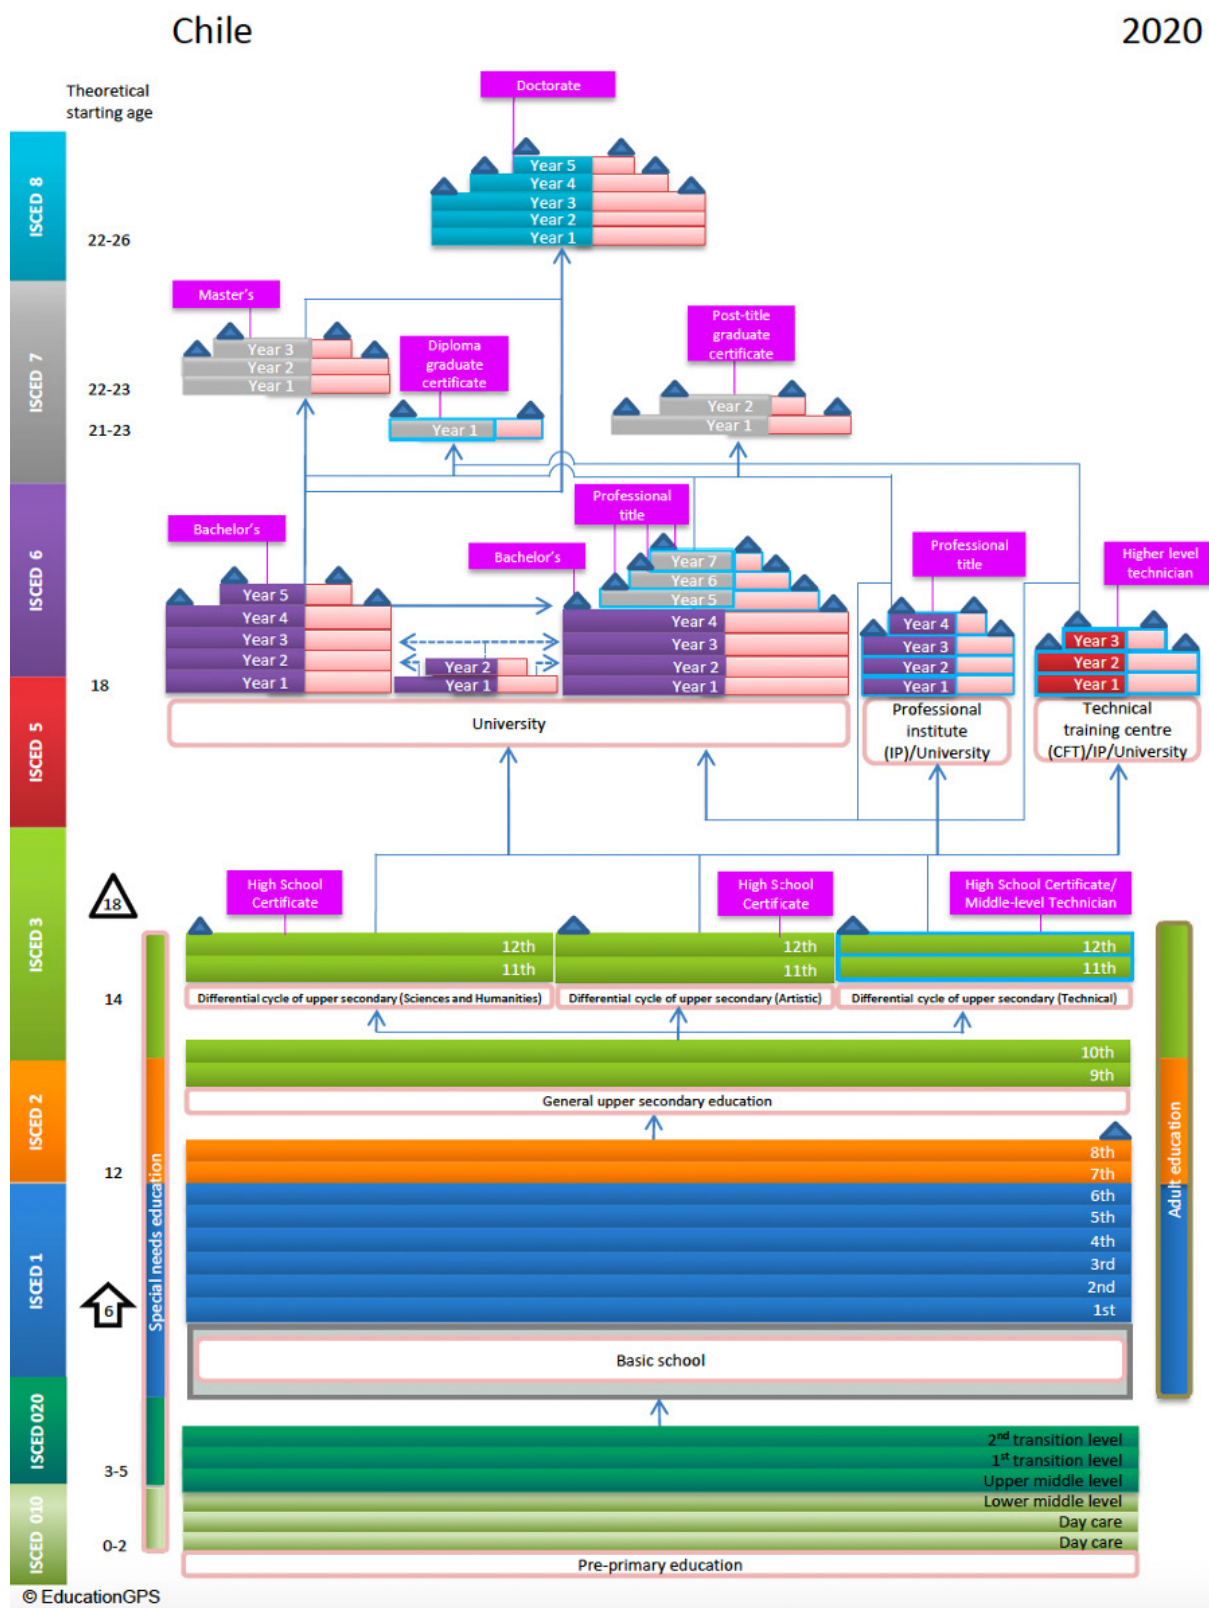 Chile
2020
Theoretical
starting age
Doctorate
ISCED 8
Year 5
Year 4
Year 3
Year 2
Year 1
22-26
Master's
Post-title
graduate
certificate
Diploma
graduate
certificate
ISCED 7
Year 3
Year 2
Year 1
22-23
Year 2
Year 1
21-23
Year 1
Professional
title
Bachelor's
Bachelor's
Professional
title
Higher level
technician
ISCED 6
Year 5
Year 4
Year 3
Year 2
Year 1
Year 2
Year 1
Year 7
Year 6
Year 5
Year 4
Year 3
Year 2
Year 1
Year 4
Year 3
Year 2
Year 1
Year 3
Year 2
Year 1
18
ISCED 5
University
Professional
institute
(IP)/University
Technical
training centre
(CFT)/IP/University
High School
Certificate
High School
Certificate
High School Certificate/
Middle-level Technician
18
ISCED 3
12th
11th
12th
11th
12th
11th
14
Differential cycle of upper secondary (Sciences and Humanities)
Differential cycle of upper secondary (Artistic)
Differential cycle of upper secondary (Technical)
10th
9th
General upper secondary education
ISCED 2
12
8th
7th
6th
5th
4th
3rd
2nd
1st
ISCED 1
6
Special needs education
Adult education
Basic school
ISCED 020
2nd transition level
1st transition level
Upper middle level
3-5
Lower middle level
Day care
Day care
ISCED 010
0-2
Pre-primary education
© EducationGPS